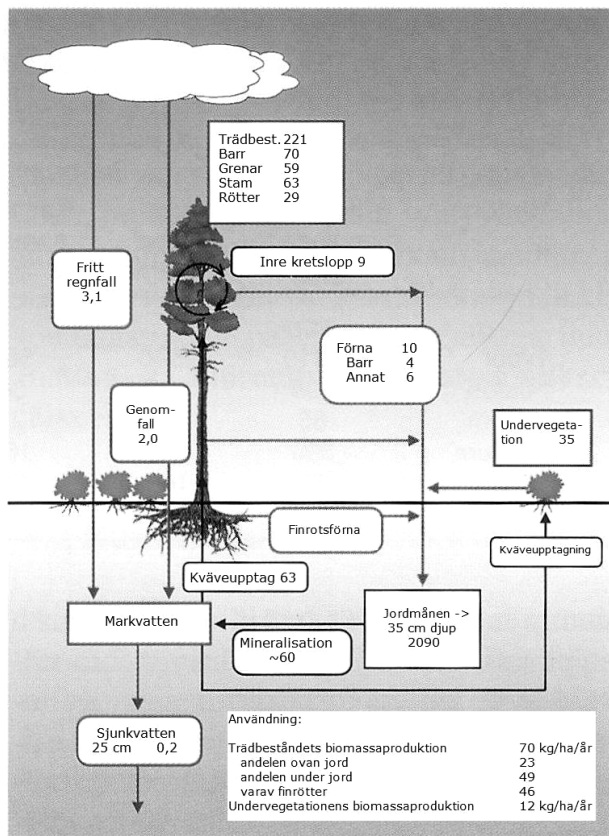 Trädbest. 221
Barr 70
Grenar 59
Stam 63
Rötter 29
Inre kretslopp 9
Fritt
regnfall
3,1
Förna 10
Barr 4
Annat 6
Genom-
fall
2,0
Undervegeta-
tion 35
Finrotsförna
Kväveupptagning
Kväveupptag 63
Markvatten
Mineralisation
~60
Jordmånen ->
35 cm djup
2090
Sjunkvatten
25 cm 0,2
Användning:
Trädbeståndets biomassaproduktion 70 kg/ha/år
andelen ovan jord 23
andelen under jord 49
varav finrötter 46
Undervegetationens biomassaproduktion 12 kg/ha/år